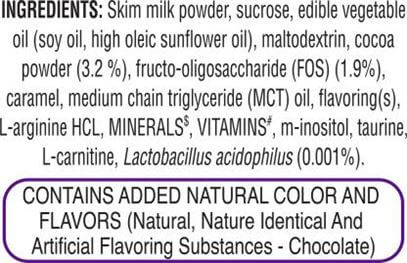 INGREDIENTS: Skim milk powder, sucrose, edible vegetable
oil (soy oil, high oleic sunflower oil), maltodextrin, cocoa
powder (3.2 %), fructo-oligosaccharide (FOS) (1.9%),
caramel, medium chain triglyceride (MCT) oil, flavoring(s),
L-arginine HCL, MINERALS$, VITAMINS#, m-inositol, taurine,
L-carnitine, Lactobacillus acidophilus (0.001%).
CONTAINS ADDED NATURAL COLOR AND
FLAVORS (Natural, Nature Identical And
Artificial Flavoring Substances - Chocolate)